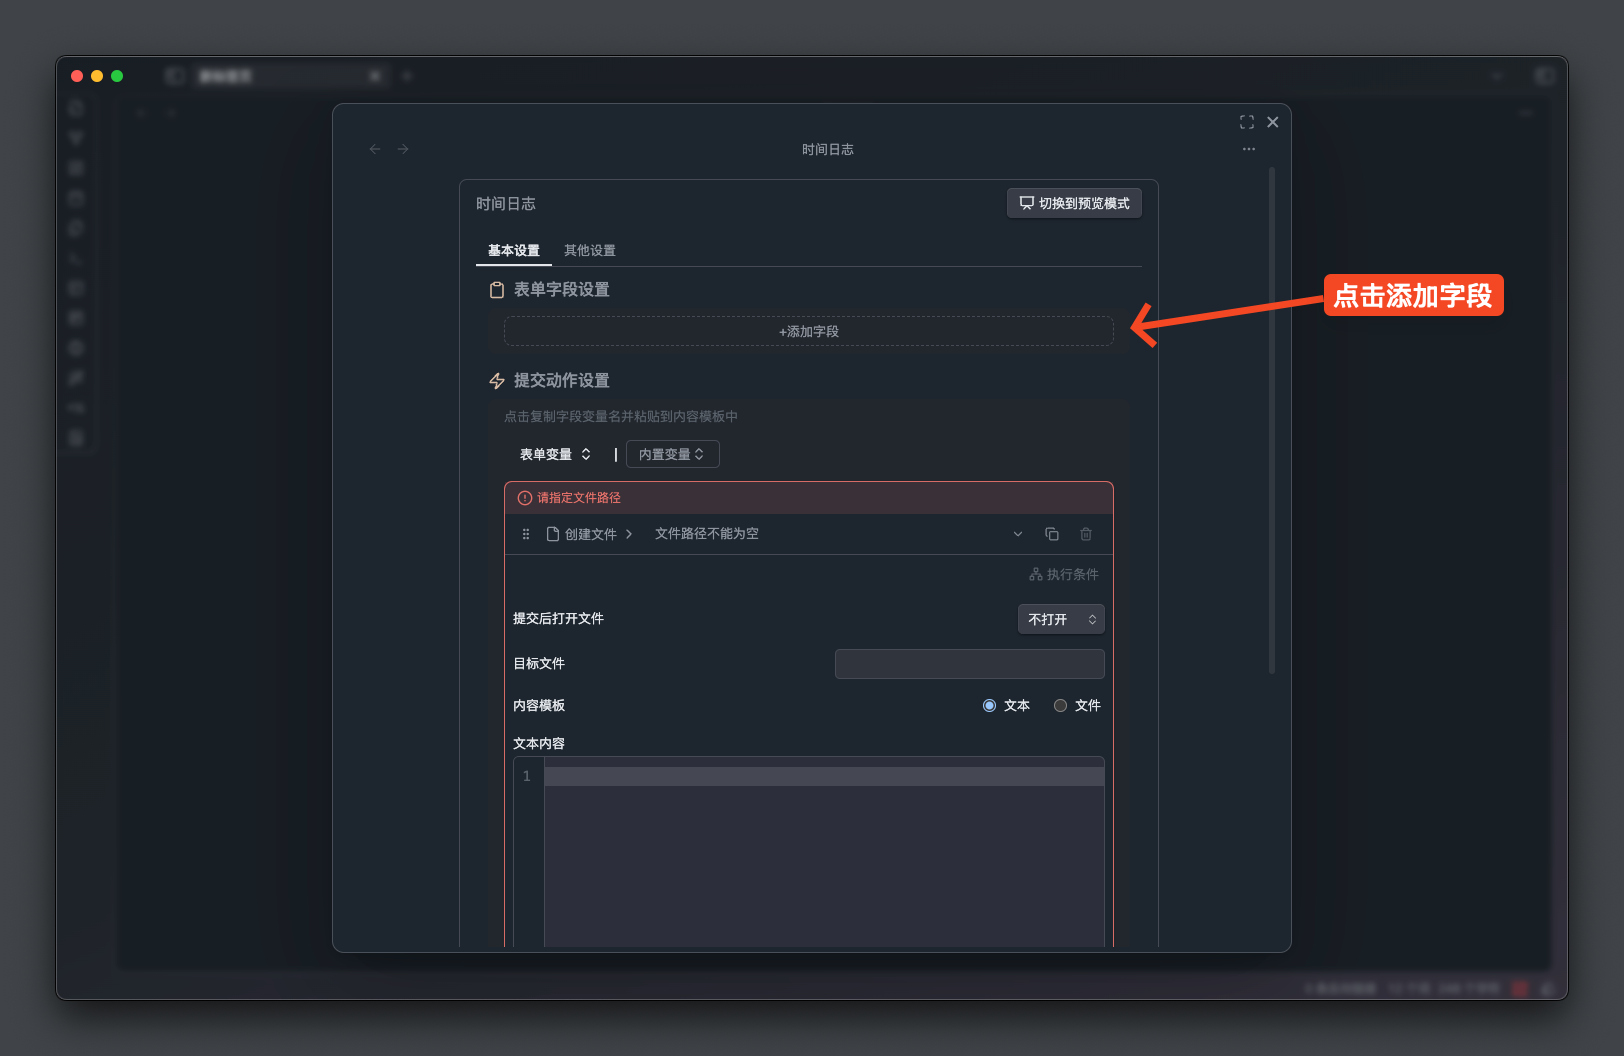 时间日志
时间日志
切换到预览模式
基本设置 其他设置
表单字段设置
+添加字段
点击添加字段
提交动作设置
点击复制字段变量名并粘贴到内容模板中
表单变量 | 内置变量
请指定文件路径
创建文件 文件路径不能为空
执行条件
提交后打开文件 不打开
目标文件
内容模板 文本 文件
文本内容
1